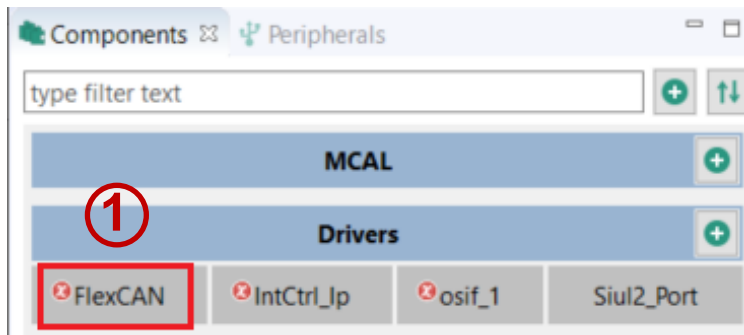 Components Peripherals
type filter text
MCAL
①
Drivers
FlexCAN IntCtrl_Ip osif_1 Siul2_Port